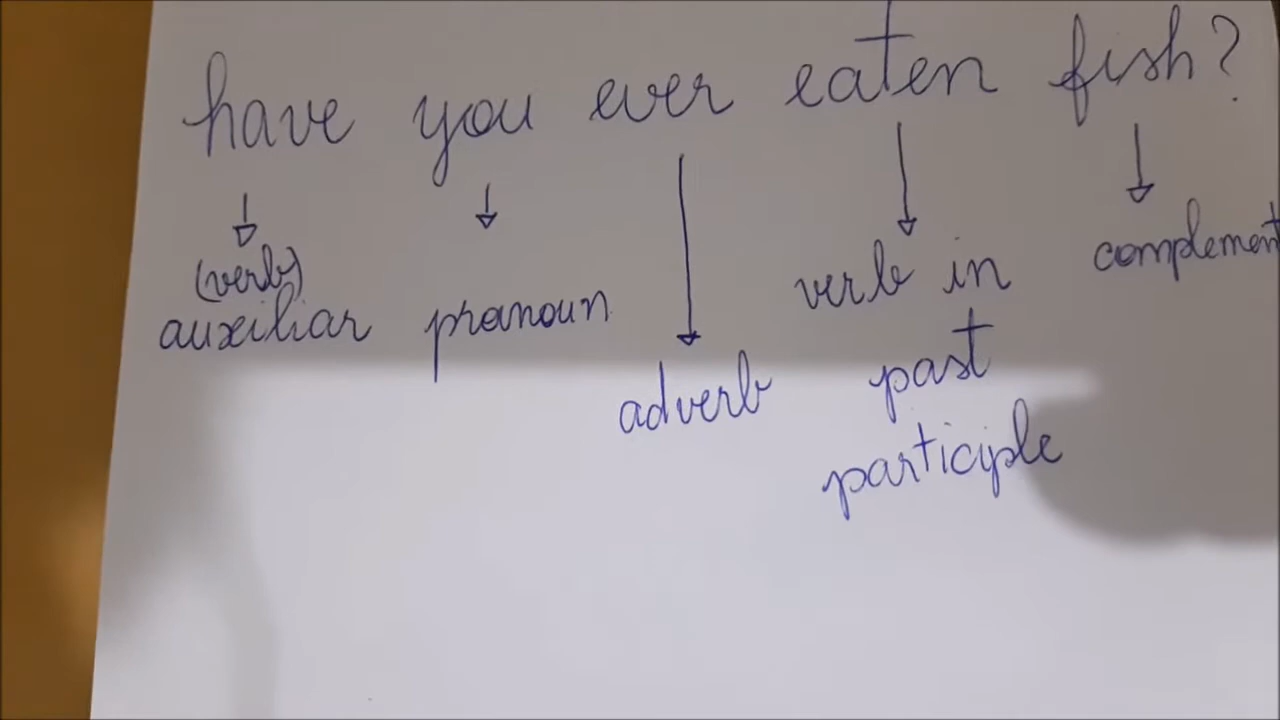 have you ever eaten fish?
(verb)
auxiliar pronoun
adverb
verb in
past
participle
complement